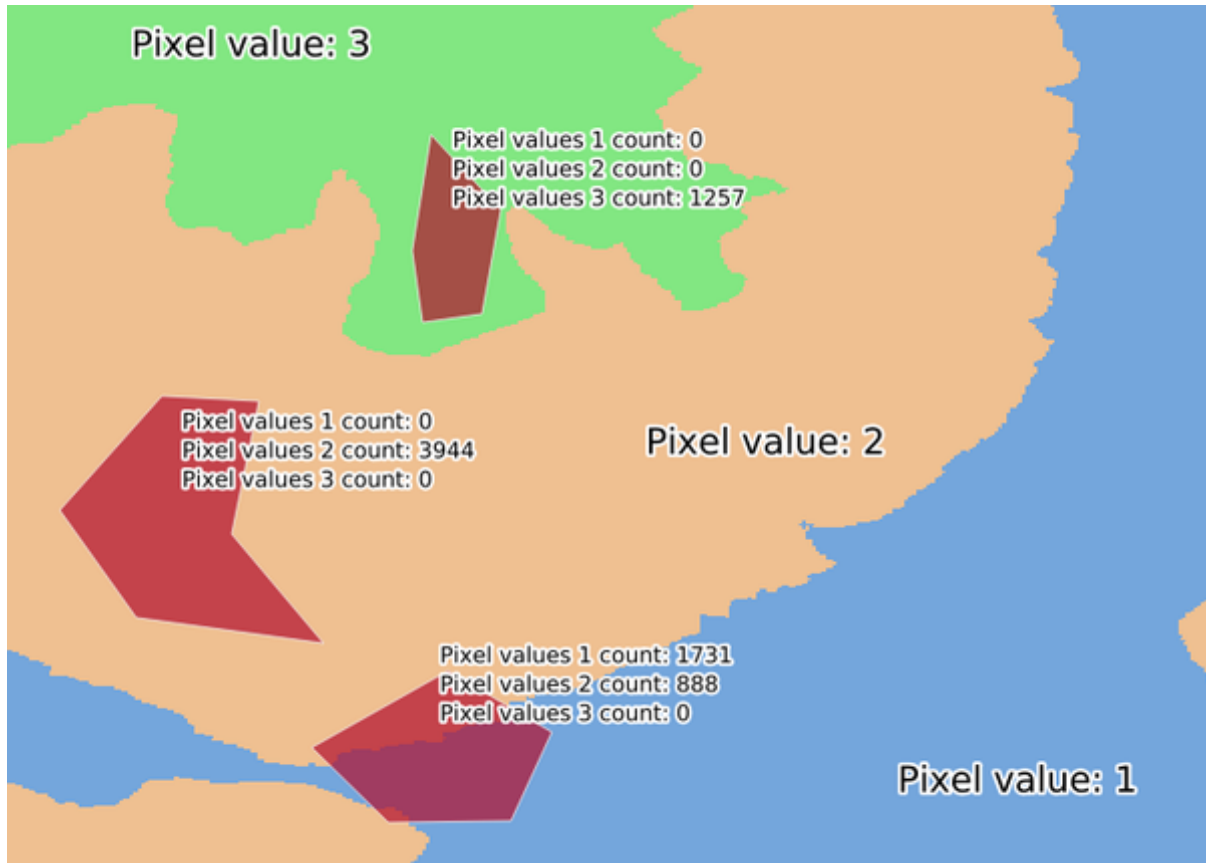 Pixel value: 3
Pixel values 1 count: 0
Pixel values 2 count: 0
Pixel values 3 count: 1257
Pixel values 1 count: 0
Pixel values 2 count: 3944
Pixel values 3 count: 0
Pixel value: 2
Pixel values 1 count: 1731
Pixel values 2 count: 888
Pixel values 3 count: 0
Pixel value: 1